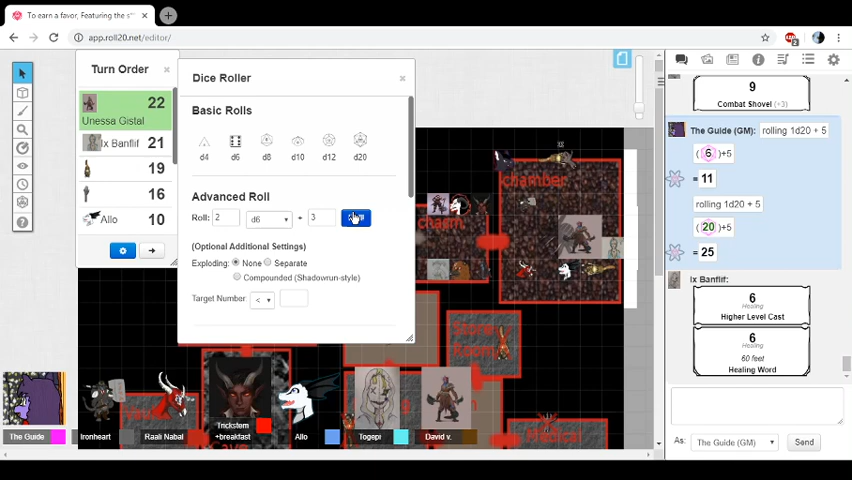 To earn a favor, Featuring the st
app.roll20.net/editor/
Turn Order
22
Unessa Gistal
Ix Banflif 21
19
16
Allo 10
Dice Roller
Basic Rolls
d4 d6 d8 d10 d12 d20
Advanced Roll
Roll: 2 d6 + 3
(Optional Additional Settings)
Exploding: None Separate
Compounded (Shadowrun-style)
Target Number: <
chamber
charm
Stone
Room
Medical
The Guide
Ironheart
Raali Nabal
Trickstem
+breakfast
Allo
Togepi
David v.
9
Combat Shovel (+3)
The Guide (GM): rolling 1d20 + 5
(6)+5
= 11
rolling 1d20 + 5
(20)+5
= 25
Ix Banflif:
6
Healing
Higher Level Cast
6
Healing
60 feet
Healing Word
As: The Guide (GM) Send